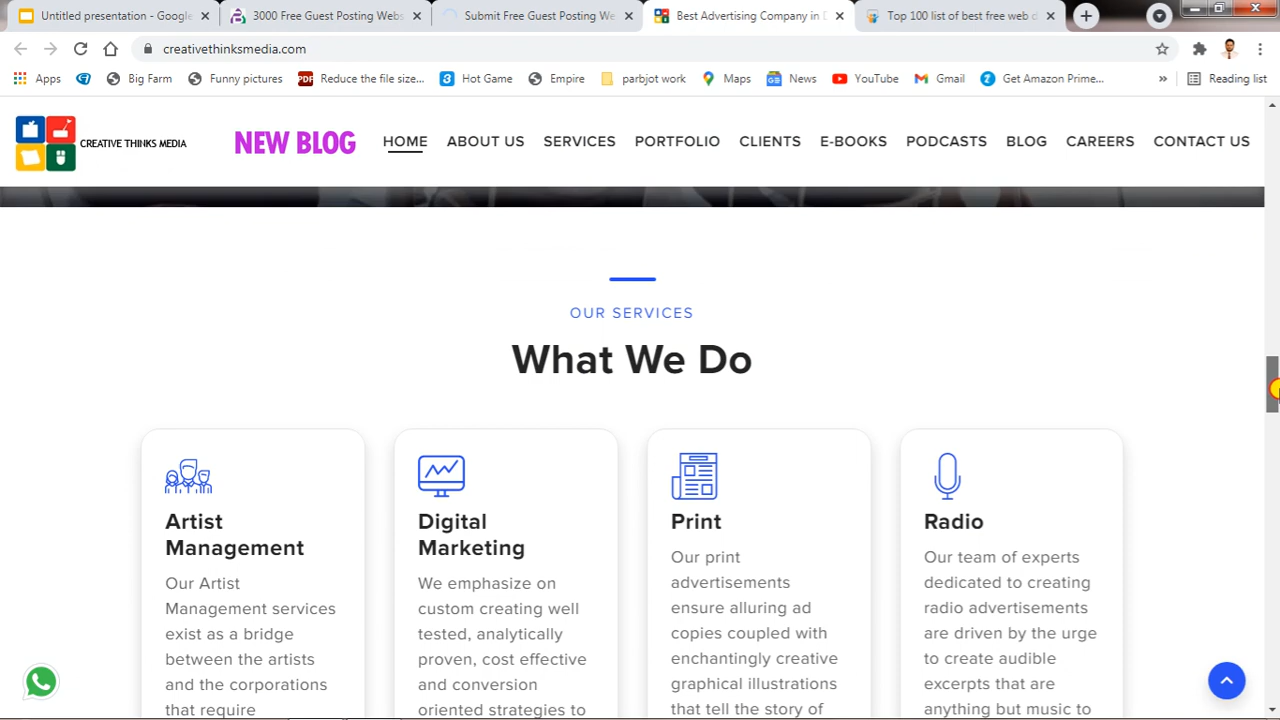 Untitled presentation - Google
3000 Free Guest Posting Web
Submit Free Guest Posting We
Best Advertising Company in D
Top 100 list of best free web d
creativethinksmedia.com
Apps
Big Farm
Funny pictures
PDF
Reduce the file size...
Hot Game
Empire
parbjot work
Maps
News
YouTube
Gmail
Get Amazon Prime...
»
Reading list
CREATIVE THINKS MEDIA
NEW BLOG
HOME
ABOUT US
SERVICES
PORTFOLIO
CLIENTS
E-BOOKS
PODCASTS
BLOG
CAREERS
CONTACT US
OUR SERVICES
What We Do
Artist
Management
Our Artist
Management services
exist as a bridge
between the artists
and the corporations
that require
Digital
Marketing
We emphasize on
custom creating well
tested, analytically
proven, cost effective
and conversion
oriented strategies to
Print
Our print
advertisements
ensure alluring ad
copies coupled with
enchantingly creative
graphical illustrations
that tell the story of
Radio
Our team of experts
dedicated to creating
radio advertisements
are driven by the urge
to create audible
excerpts that are
anything but music to